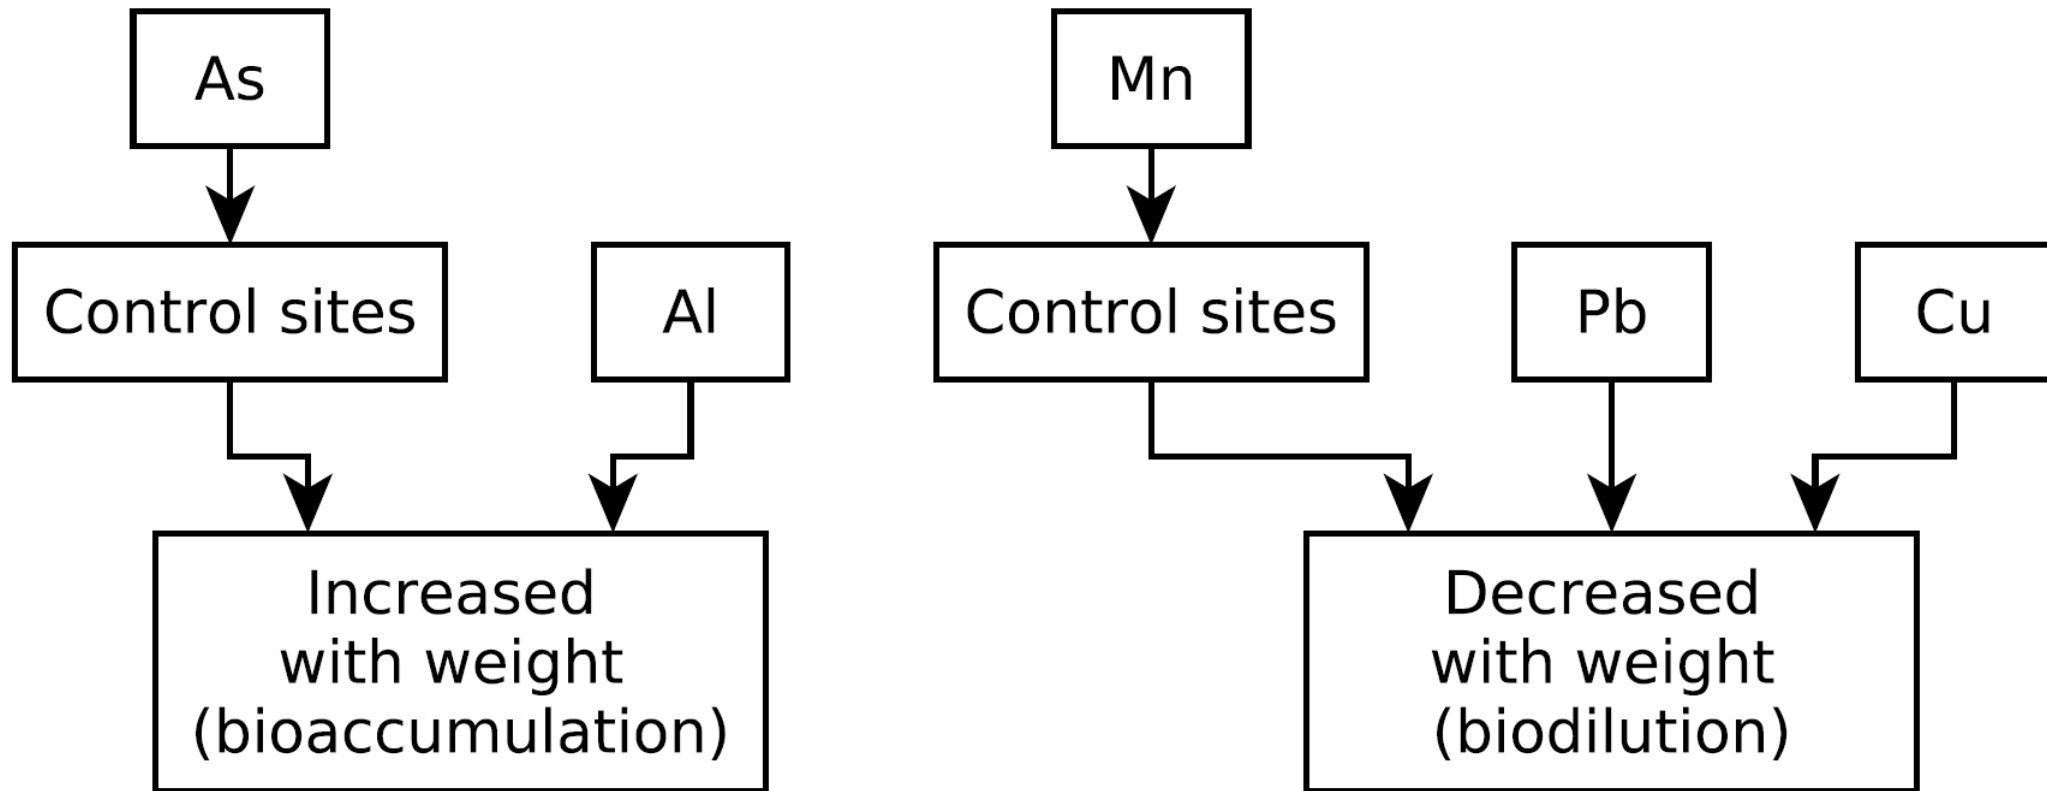 As
Mn
Control sites
Al
Control sites
Pb
Cu
Increased
with weight
(bioaccumulation)
Decreased
with weight
(biodilution)